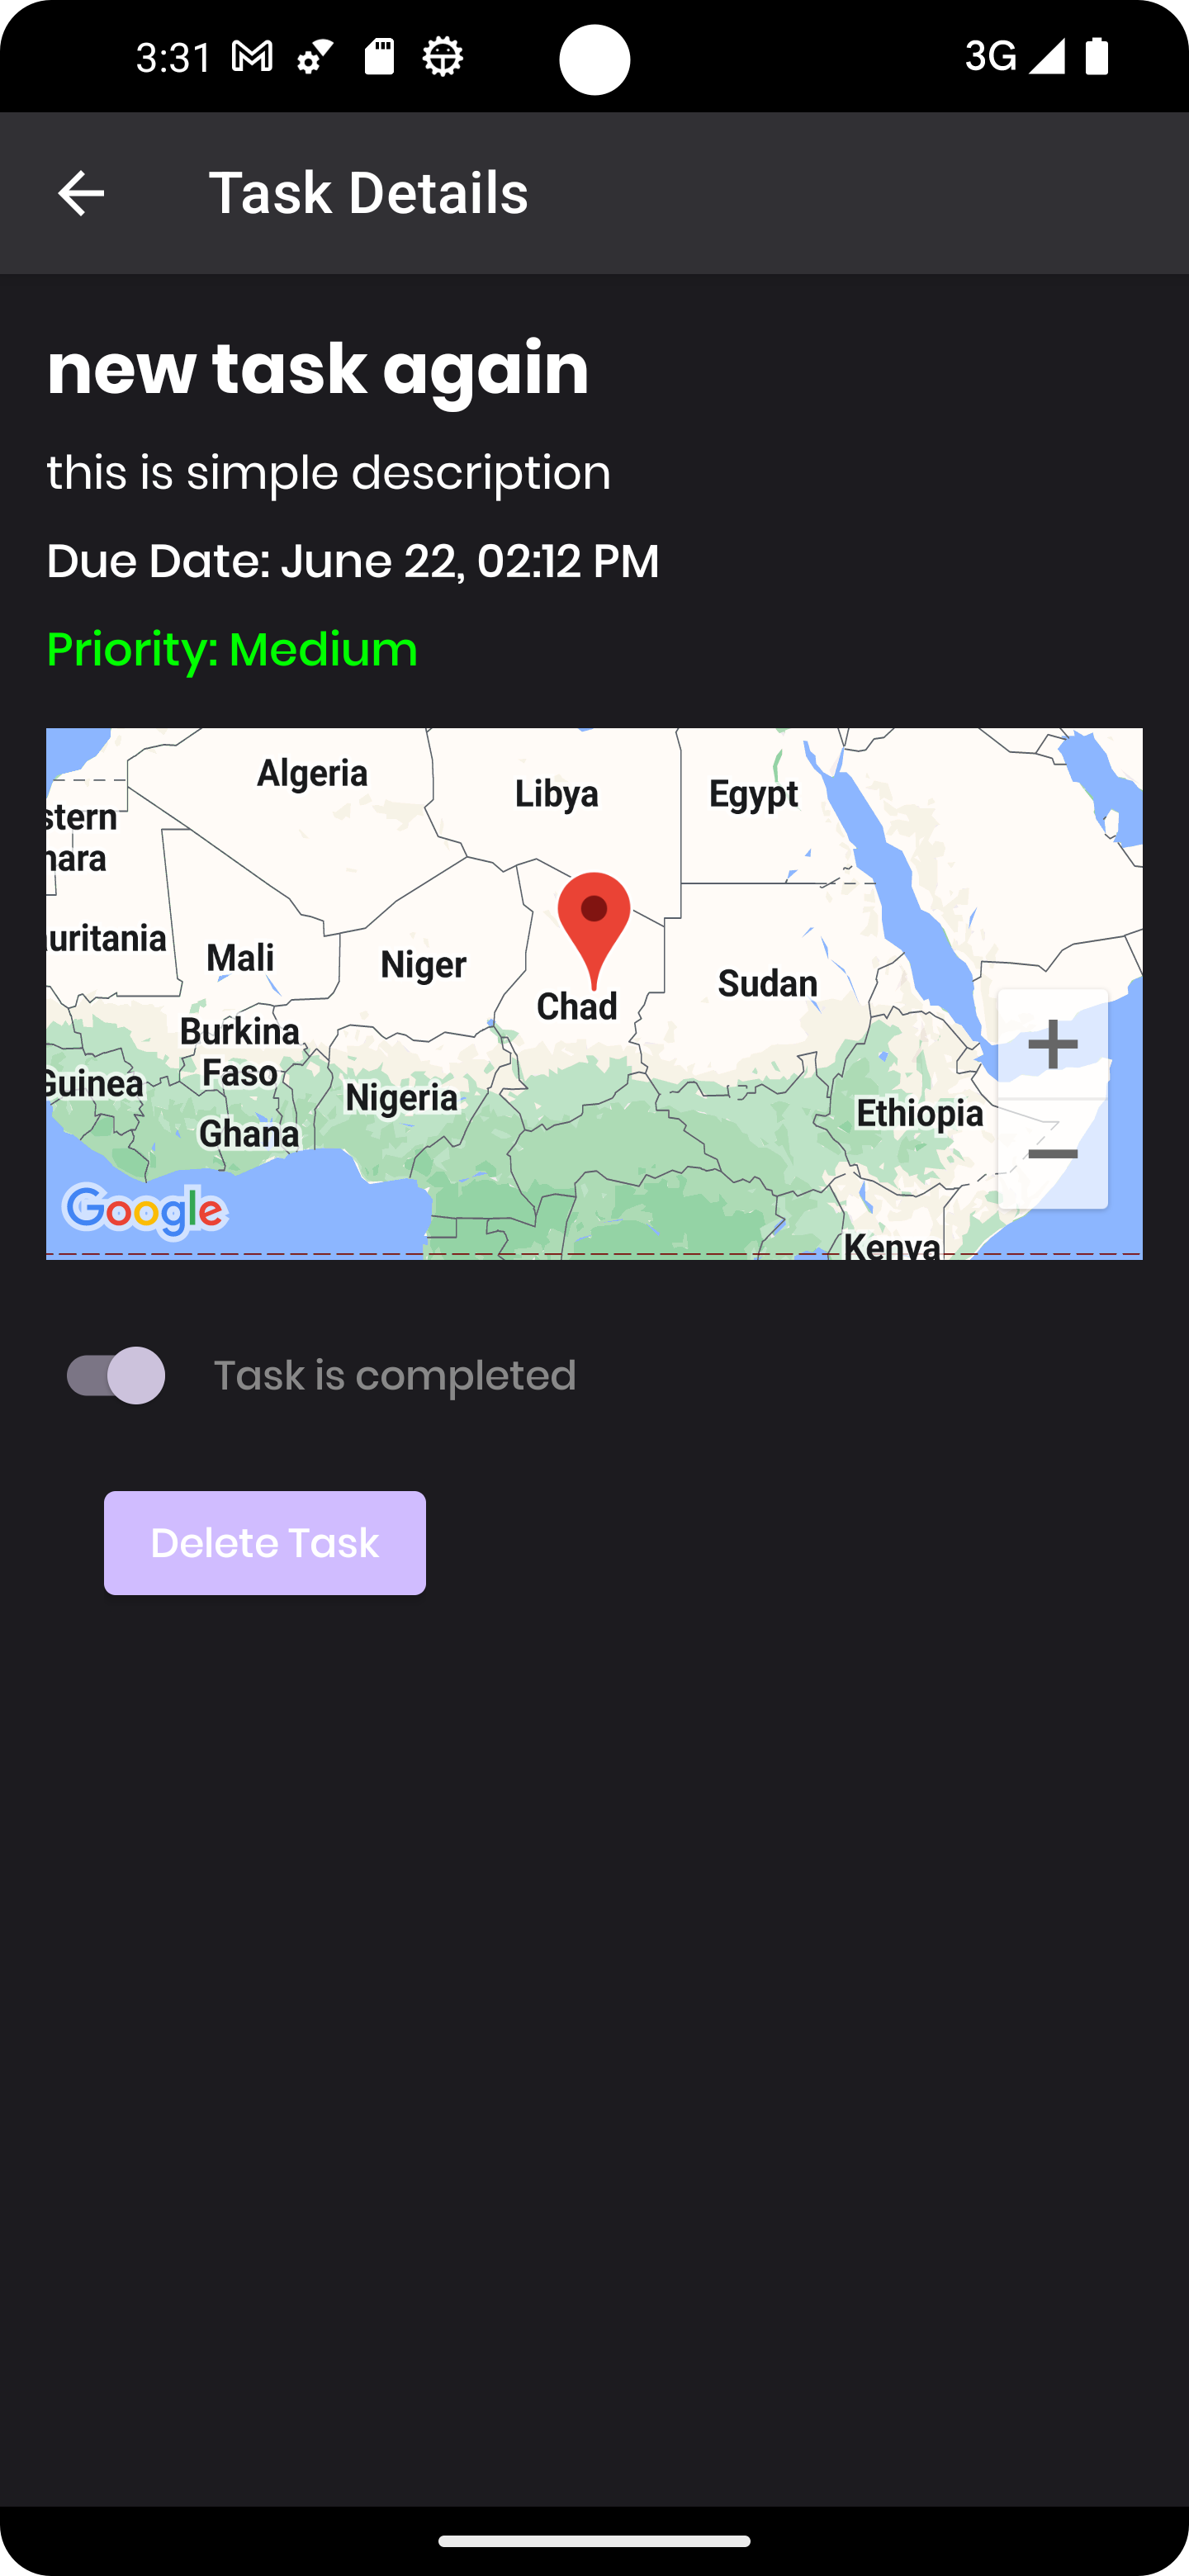 3:31
3G
Task Details
new task again
this is simple description
Due Date: June 22, 02:12 PM
Priority: Medium
Algeria
Libya
Egypt
stern
hara
uritania
Mali
Niger
Chad
Sudan
Burkina
Faso
Guinea
Nigeria
Ghana
Ethiopia
Kenya
Google
Task is completed
Delete Task